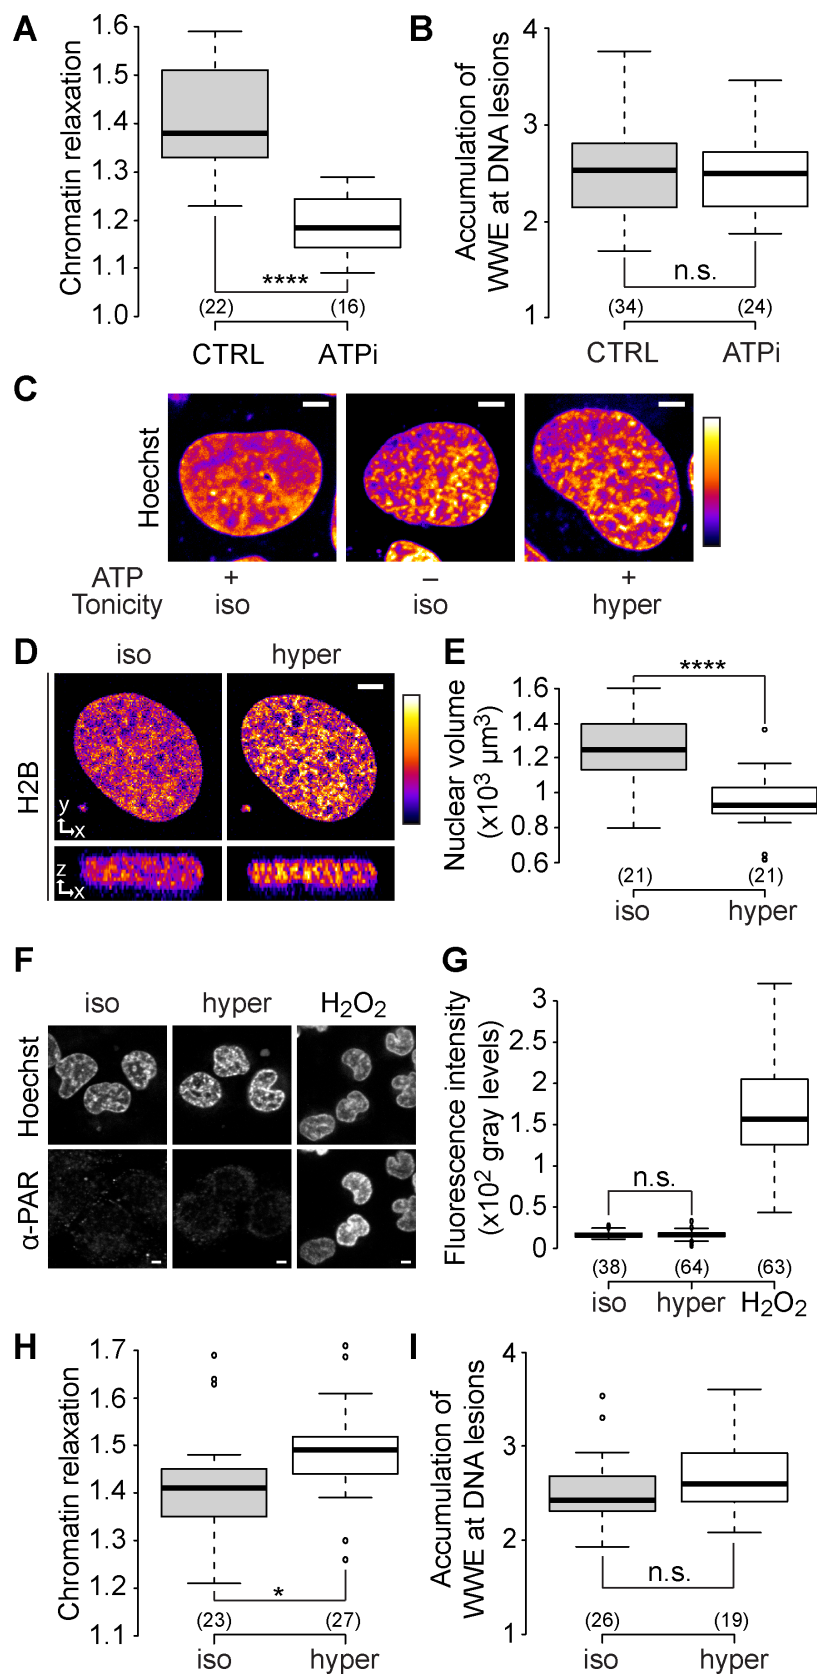 A
Chromatin relaxation
1.6
1.5
1.4
1.3
1.2
1.1
1.0
****
(22)
(16)
CTRL
ATPi
B
Accumulation of
WWE at DNA lesions
4
3
2
1
n.s.
(34)
(24)
CTRL
ATPi
C
Hoechst
ATP + – +
Tonicity iso iso hyper
D
iso hyper
H2B
y
x
z
x
E
Nuclear volume
(x10³ μm³)
1.6
1.4
1.2
1
0.8
0.6
****
(21)
(21)
iso
hyper
F
iso hyper H₂O₂
Hoechst
α-PAR
G
Fluorescence intensity
(x10² gray levels)
3
2.5
2
1.5
1
0.5
0
n.s.
(38)
(64)
(63)
iso
hyper
H₂O₂
H
Chromatin relaxation
1.7
1.6
1.5
1.4
1.3
1.2
1.1
*
(23)
(27)
iso
hyper
I
Accumulation of
WWE at DNA lesions
4
3
2
1
n.s.
(26)
(19)
iso
hyper